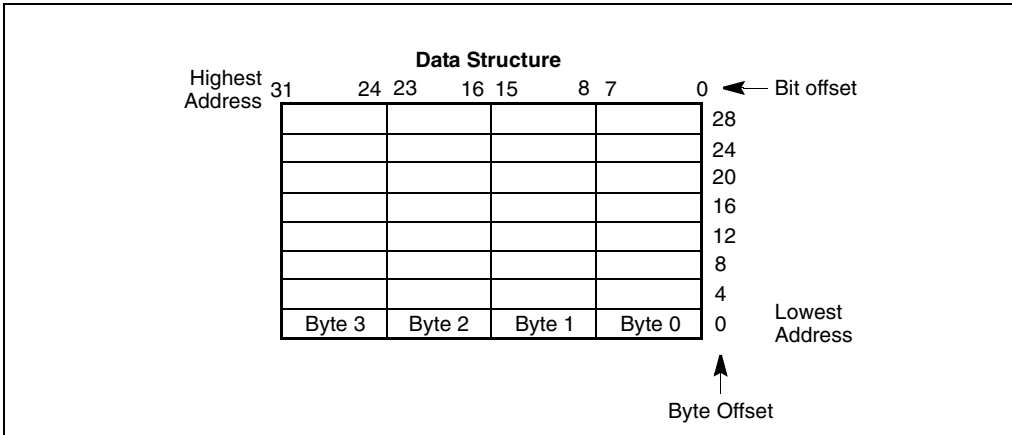 Data Structure
Highest
Address
31 24 23 16 15 8 7 0 Bit offset
28
24
20
16
12
8
4
Byte 3 Byte 2 Byte 1 Byte 0 0
Lowest
Address
Byte Offset